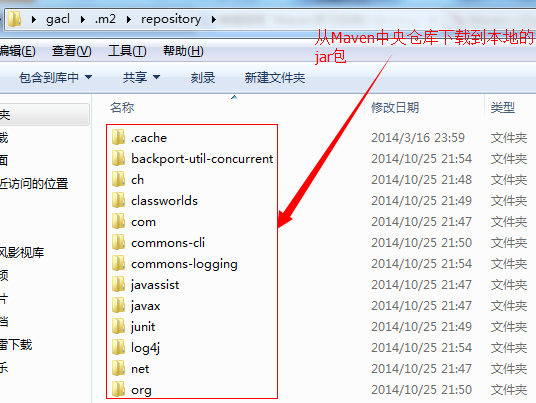 gacl ▸ .m2 ▸ repository ▸
编辑(E) 查看(V) 工具(T) 帮助(H)
从Maven中央仓库下载到本地的
jar包
包含到库中 共享 刻录 新建文件夹
名称 修改日期 类型
.cache 2014/3/16 23:59 文件夹
backport-util-concurrent 2014/10/25 21:54 文件夹
ch 2014/10/25 21:48 文件夹
classworlds 2014/10/25 21:49 文件夹
com 2014/10/25 21:47 文件夹
commons-cli 2014/10/25 21:50 文件夹
commons-logging 2014/10/25 21:54 文件夹
javassist 2014/10/25 21:47 文件夹
javax 2014/10/25 21:47 文件夹
junit 2014/10/25 21:49 文件夹
log4j 2014/10/25 21:54 文件夹
net 2014/10/25 21:47 文件夹
org 2014/10/25 21:50 文件夹
夹
载
面
近访问的位置
风影视库
频
片
档
雷下载
乐